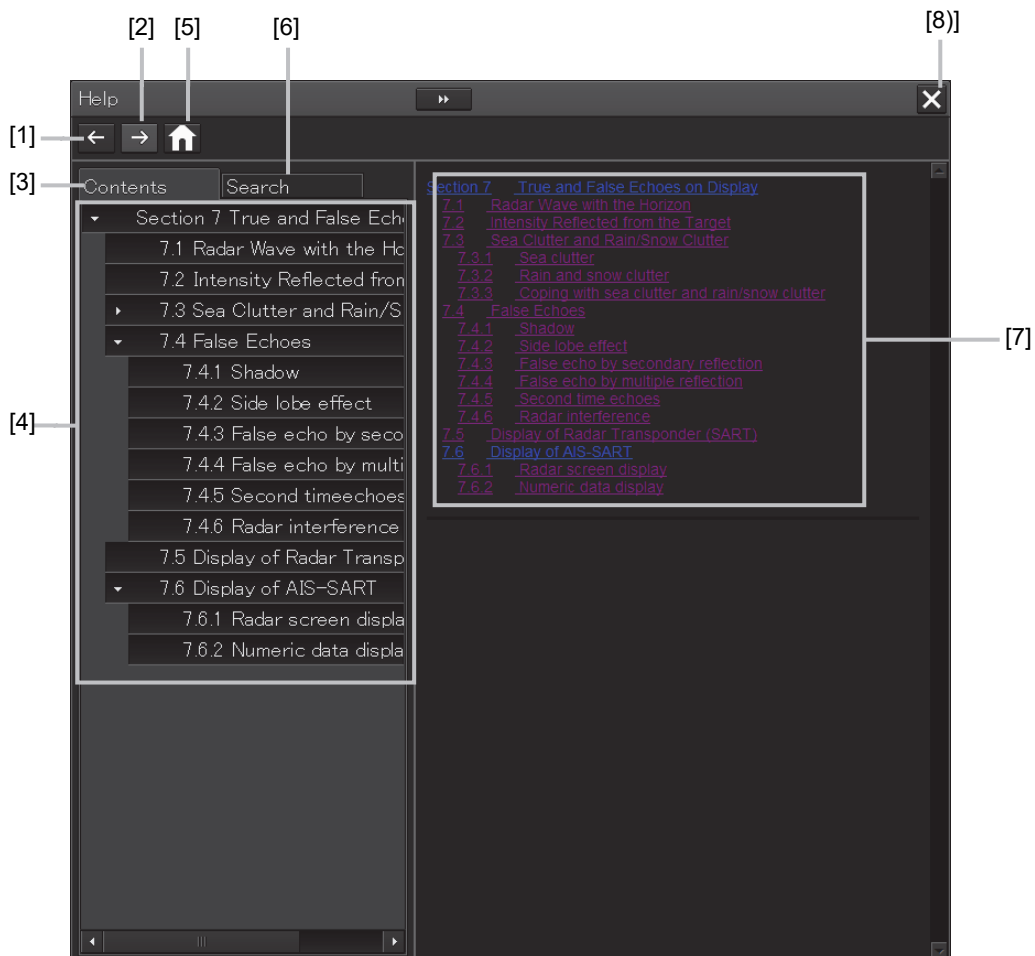 [2] [5] [6] [8)]
Help
[1]
[3]
Contents Search
Section 7 True and False Ech
7.1 Radar Wave with the Ho
7.2 Intensity Reflected fron
7.3 Sea Clutter and Rain/S
7.4 False Echoes
7.4.1 Shadow
7.4.2 Side lobe effect
[4]
7.4.3 False echo by seco
7.4.4 False echo by multi
7.4.5 Second timeechoes
7.4.6 Radar interference
7.5 Display of Radar Transp
7.6 Display of AIS-SART
7.6.1 Radar screen displa
7.6.2 Numeric data displa
Section 7 True and False Echoes on Display
7.1 Radar Wave with the Horizon
7.2 Intensity Reflected from the Target
7.3 Sea Clutter and Rain/Snow Clutter
7.3.1 Sea clutter
7.3.2 Rain and snow clutter
7.3.3 Coping with sea clutter and rain/snow clutter
7.4 False Echoes
7.4.1 Shadow
7.4.2 Side lobe effect
7.4.3 False echo by secondary reflection
7.4.4 False echo by multiple reflection
7.4.5 Second time echoes
7.4.6 Radar interference
7.5 Display of Radar Transponder (SART)
7.6 Display of AIS-SART
7.6.1 Radar screen display
7.6.2 Numeric data display
[7]